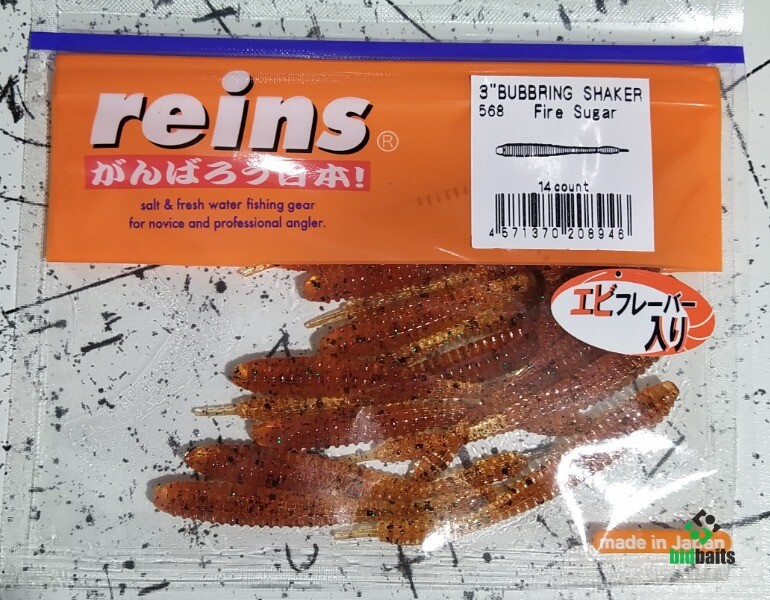 reins®
がんばろう日本!
salt & fresh water fishing gear
for novice and professional angler.
3"BUBBRING SHAKER
568 Fire Sugar
14 count
4 571370 208946
エビフレーバー
入り
made in Japan
bigbaits